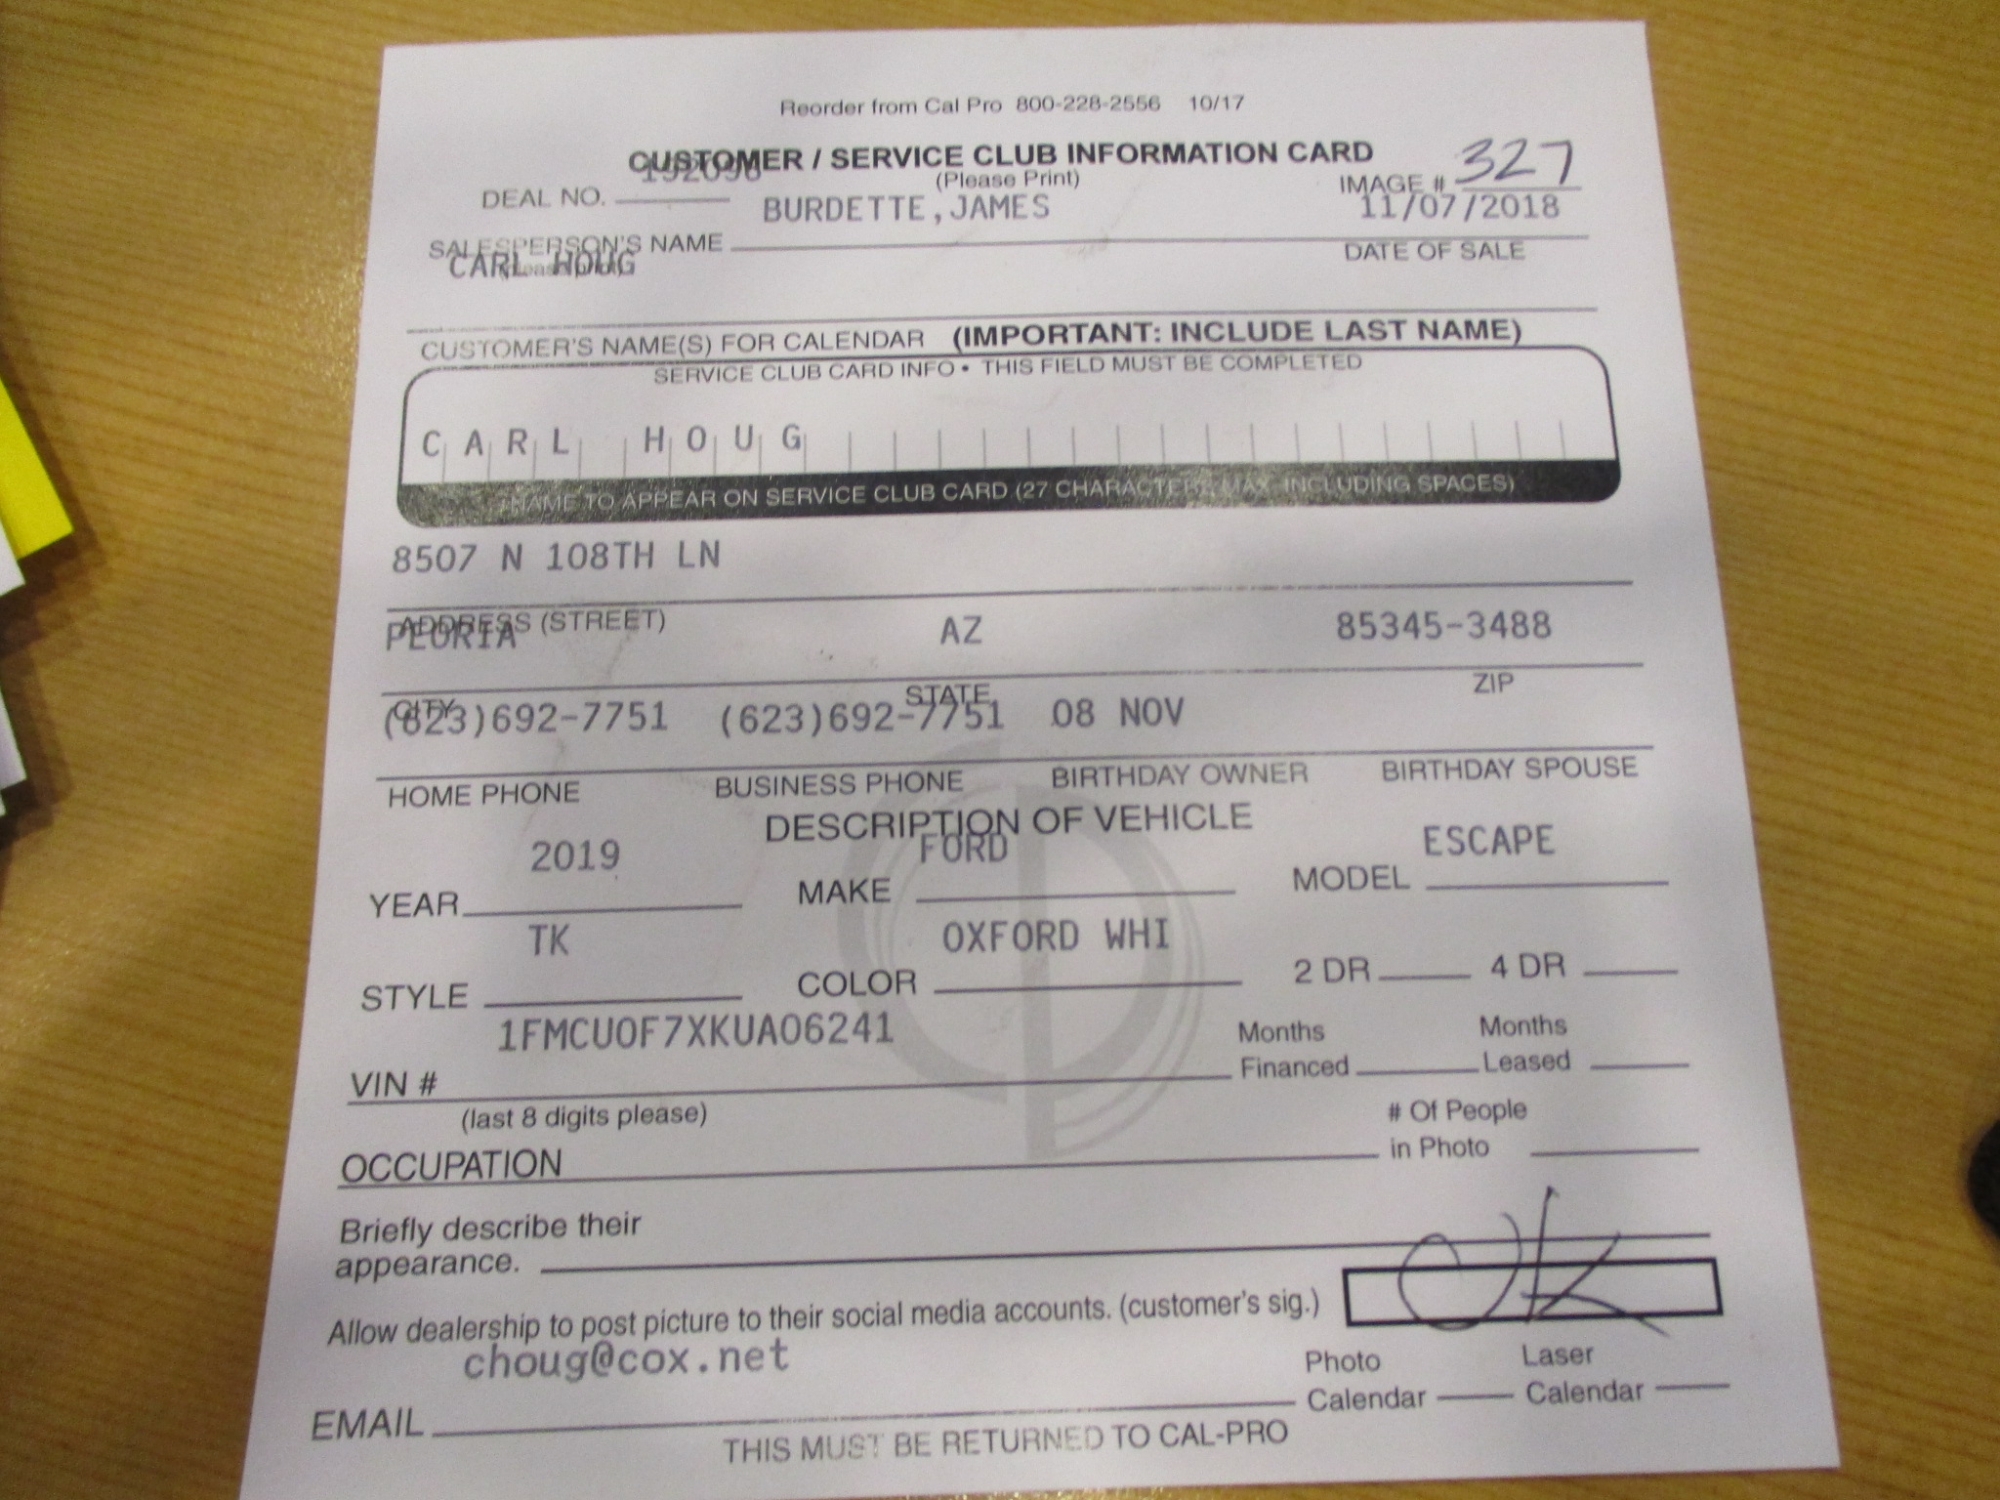 Reorder from Cal Pro 800-228-2556 10/17
CUSTOMER / SERVICE CLUB INFORMATION CARD
(Please Print)
DEAL NO. 192098 IMAGE # 327
BURDETTE,JAMES 11/07/2018
SALESPERSON'S NAME DATE OF SALE
CARL HOUG
CUSTOMER'S NAME(S) FOR CALENDAR (IMPORTANT: INCLUDE LAST NAME)
SERVICE CLUB CARD INFO • THIS FIELD MUST BE COMPLETED
CARL HOUG
NAME TO APPEAR ON SERVICE CLUB CARD (27 CHARACTERS MAX. INCLUDING SPACES)
8507 N 108TH LN
ADDRESS (STREET)
PEORIA AZ 85345-3488
CITY STATE ZIP
(623)692-7751 (623)692-7751 08 NOV
HOME PHONE BUSINESS PHONE BIRTHDAY OWNER BIRTHDAY SPOUSE
DESCRIPTION OF VEHICLE
2019 FORD ESCAPE
YEAR MAKE MODEL
TK OXFORD WHI
STYLE COLOR 2 DR 4 DR
1FMCU0F7XKUA06241
VIN # Months Financed Months Leased
(last 8 digits please)
OCCUPATION # Of People in Photo
Briefly describe their
appearance.
Allow dealership to post picture to their social media accounts. (customer's sig.) OK
choug@cox.net
EMAIL Photo Calendar Laser Calendar
THIS MUST BE RETURNED TO CAL-PRO